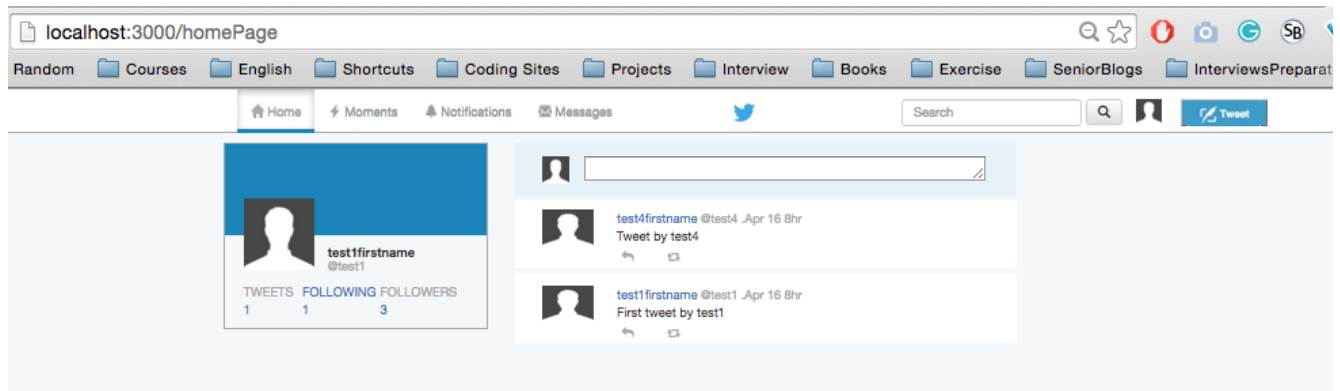 localhost:3000/homePage
SB
Random Courses English Shortcuts Coding Sites Projects Interview Books Exercise SeniorBlogs InterviewsPreparat
Home Moments Notifications Messages Search Tweet
test1firstname
@test1
TWEETS FOLLOWING FOLLOWERS
1 1 3
test4firstname @test4 .Apr 16 8hr
Tweet by test4
test1firstname @test1 .Apr 16 8hr
First tweet by test1